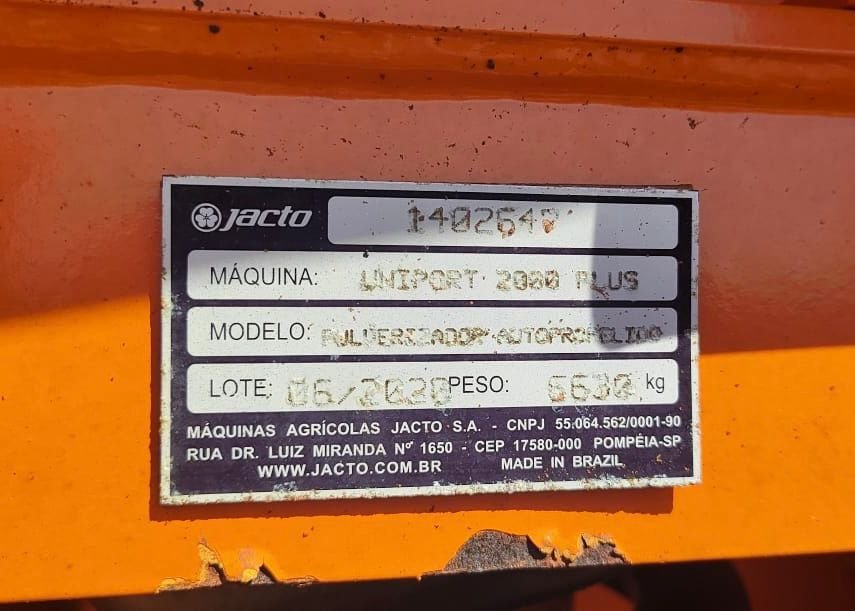 jacto 1402640
MÁQUINA: UNIPORT 2000 PLUS
MODELO: PULVERIZADOR AUTOPROPELIDO
LOTE: 06/2020 PESO: 6630 kg
MÁQUINAS AGRÍCOLAS JACTO S.A. - CNPJ 55.064.562/0001-90
RUA DR. LUIZ MIRANDA Nº 1650 - CEP 17580-000 POMPÉIA-SP
WWW.JACTO.COM.BR MADE IN BRAZIL